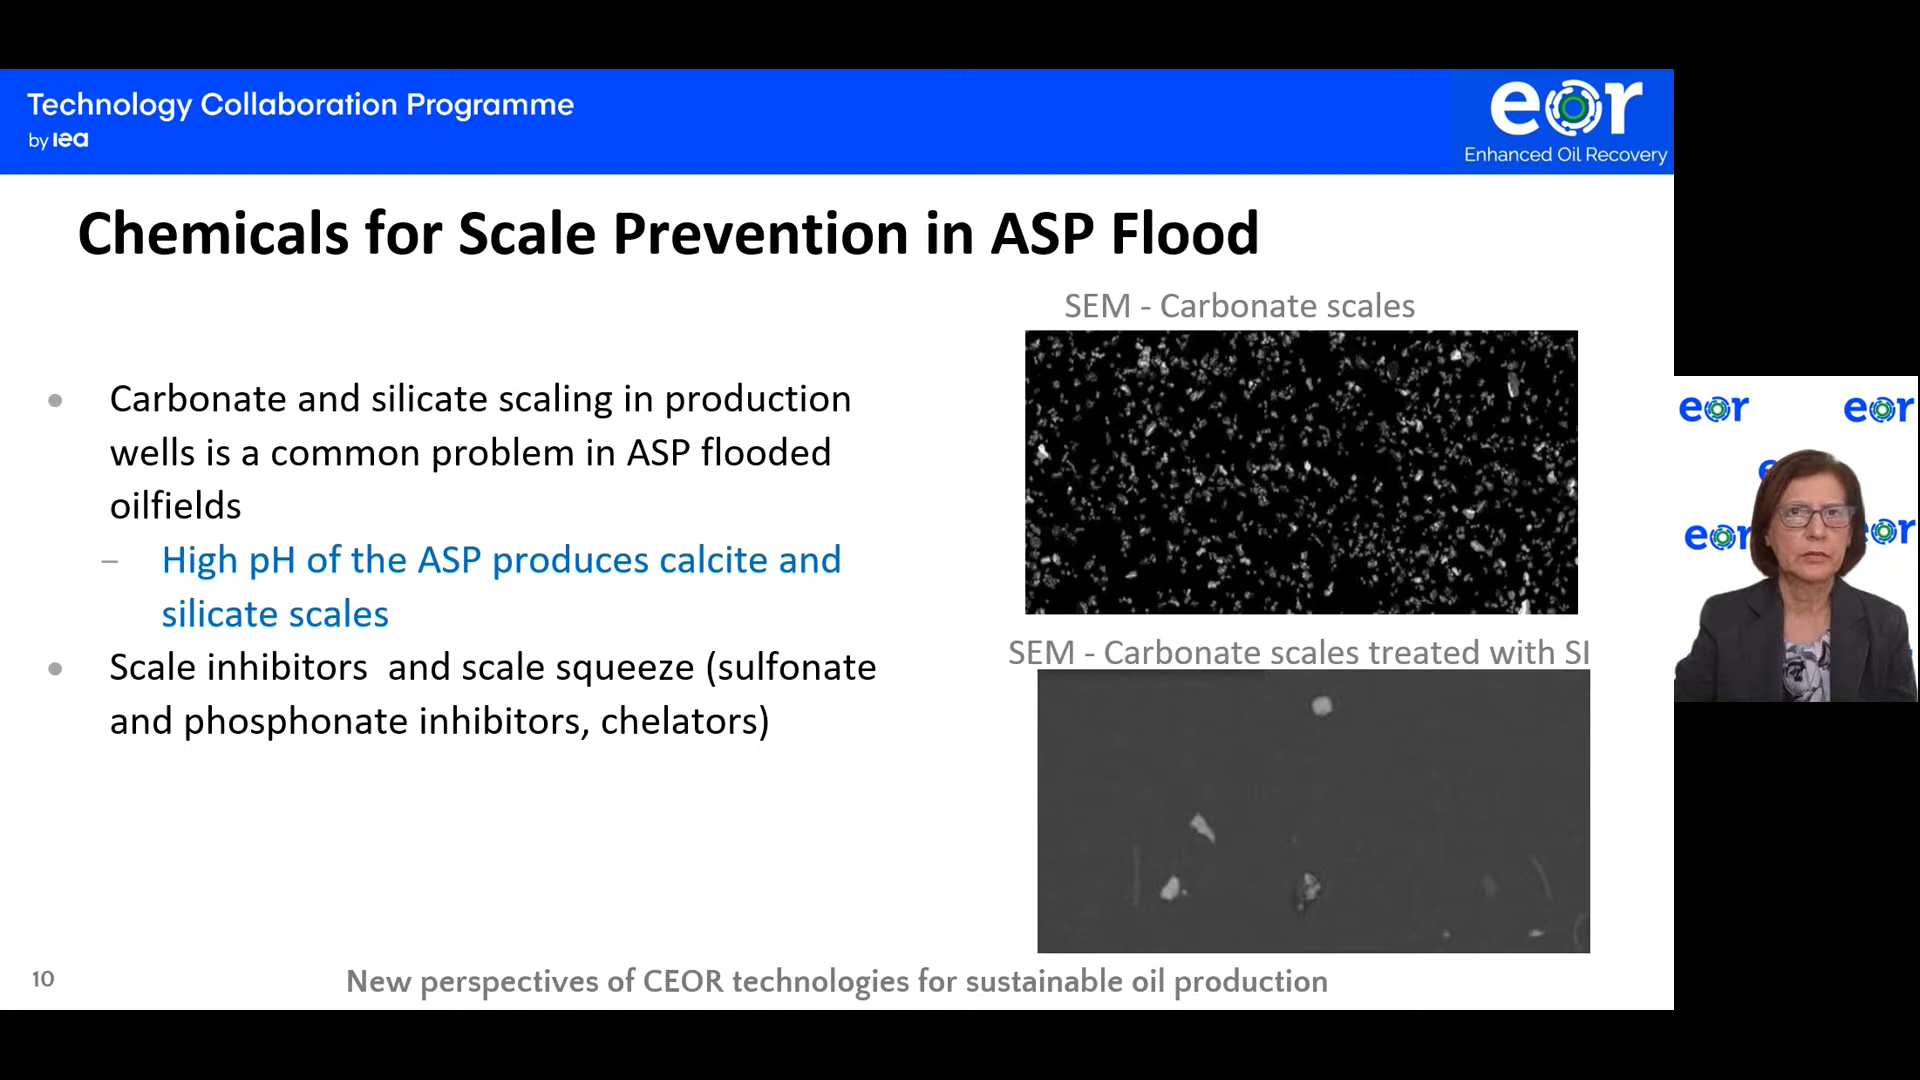 Technology Collaboration Programme
by iea
eor
Enhanced Oil Recovery
Chemicals for Scale Prevention in ASP Flood
SEM - Carbonate scales
Carbonate and silicate scaling in production
wells is a common problem in ASP flooded
oilfields
– High pH of the ASP produces calcite and
silicate scales
Scale inhibitors and scale squeeze (sulfonate
and phosphonate inhibitors, chelators)
SEM - Carbonate scales treated with SI
10
New perspectives of CEOR technologies for sustainable oil production
eor
eor
eor
eor